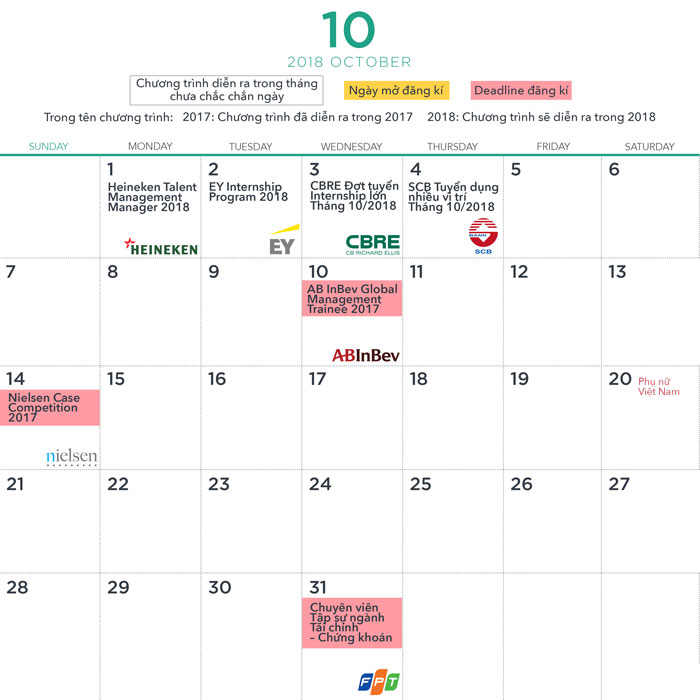 10
2018 OCTOBER
Chương trình diễn ra trong tháng
chưa chắc chắn ngày
Ngày mở đăng kí
Deadline đăng kí
Trong tên chương trình: 2017: Chương trình đã diễn ra trong 2017 2018: Chương trình sẽ diễn ra trong 2018
SUNDAY MONDAY TUESDAY WEDNESDAY THURSDAY FRIDAY SATURDAY
1
Heineken Talent
Management
Manager 2018
HEINEKEN
2
EY Internship
Program 2018
EY
3
CBRE Đợt tuyển
Internship lớn
Tháng 10/2018
CBRE
CB RICHARD ELLIS
4
SCB Tuyển dụng
nhiều vị trí
Tháng 10/2018
BANK
SCB
5
6
7
8
9
10
AB InBev Global
Management
Trainee 2017
ABInBev
11
12
13
14
Nielsen Case
Competition
2017
nielsen
15
16
17
18
19
20 Phụ nữ
Việt Nam
21
22
23
24
25
26
27
28
29
30
31
Chuyên viên
Tập sự ngành
Tài chính
– Chứng khoán
FPT